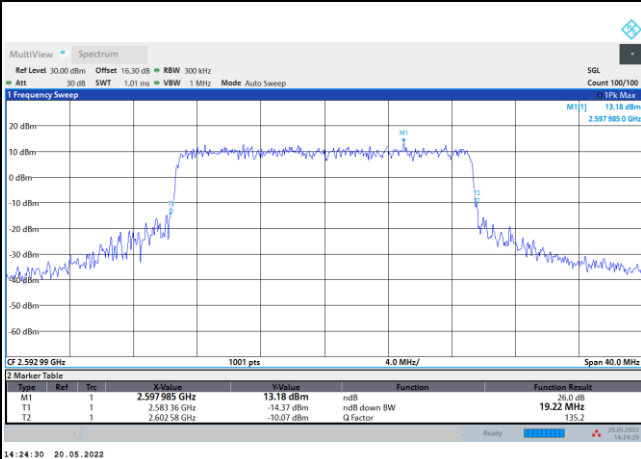 MultiView Spectrum
Ref Level 30.00 dBm Offset 16.30 dB RBW 300 kHz SGL
Att 30 dB SWT 1.01 ms VBW 1 MHz Mode Auto Sweep Count 100/100
1 Frequency Sweep 1Pk Max
M1[1] 13.18 dBm
2.597 985 0 GHz
20 dBm
M1
10 dBm
0 dBm
-10 dBm
T1 T2
-20 dBm
-30 dBm
-40 dBm
-50 dBm
-60 dBm
CF 2.592 99 GHz 1001 pts 4.0 MHz/ Span 40.0 MHz
2 Marker Table
Type Ref Trc X-Value Y-Value Function Function Result
M1 1 2.597 985 GHz 13.18 dBm ndB 26.0 dB
T1 1 2.583 36 GHz -14.37 dBm ndB down BW 19.22 MHz
T2 1 2.602 58 GHz -10.07 dBm Q Factor 135.2
Ready 20.05.2022
14:24:29
14:24:30 20.05.2022